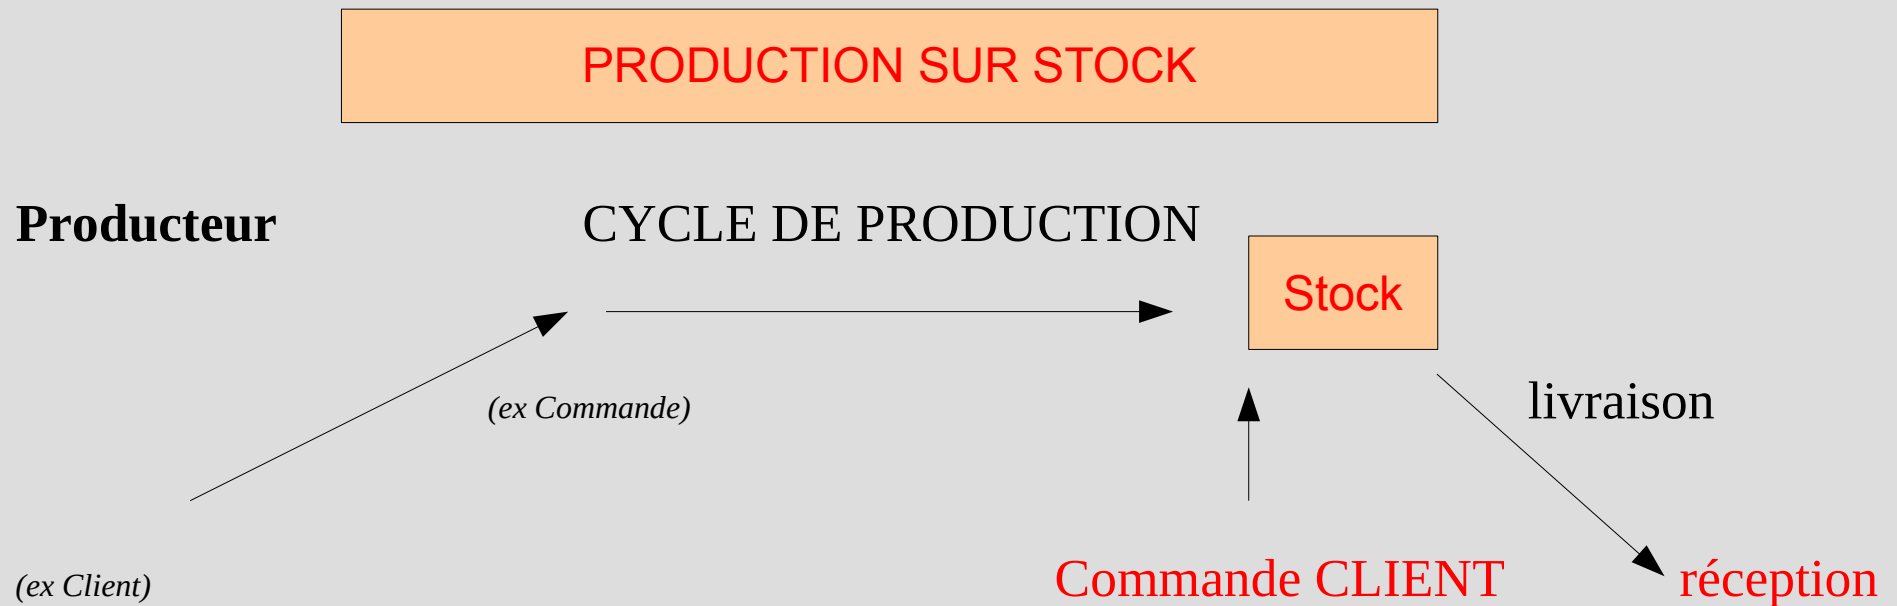 PRODUCTION SUR STOCK
Producteur
CYCLE DE PRODUCTION
Stock
(ex Commande)
livraison
(ex Client)
Commande CLIENT
réception